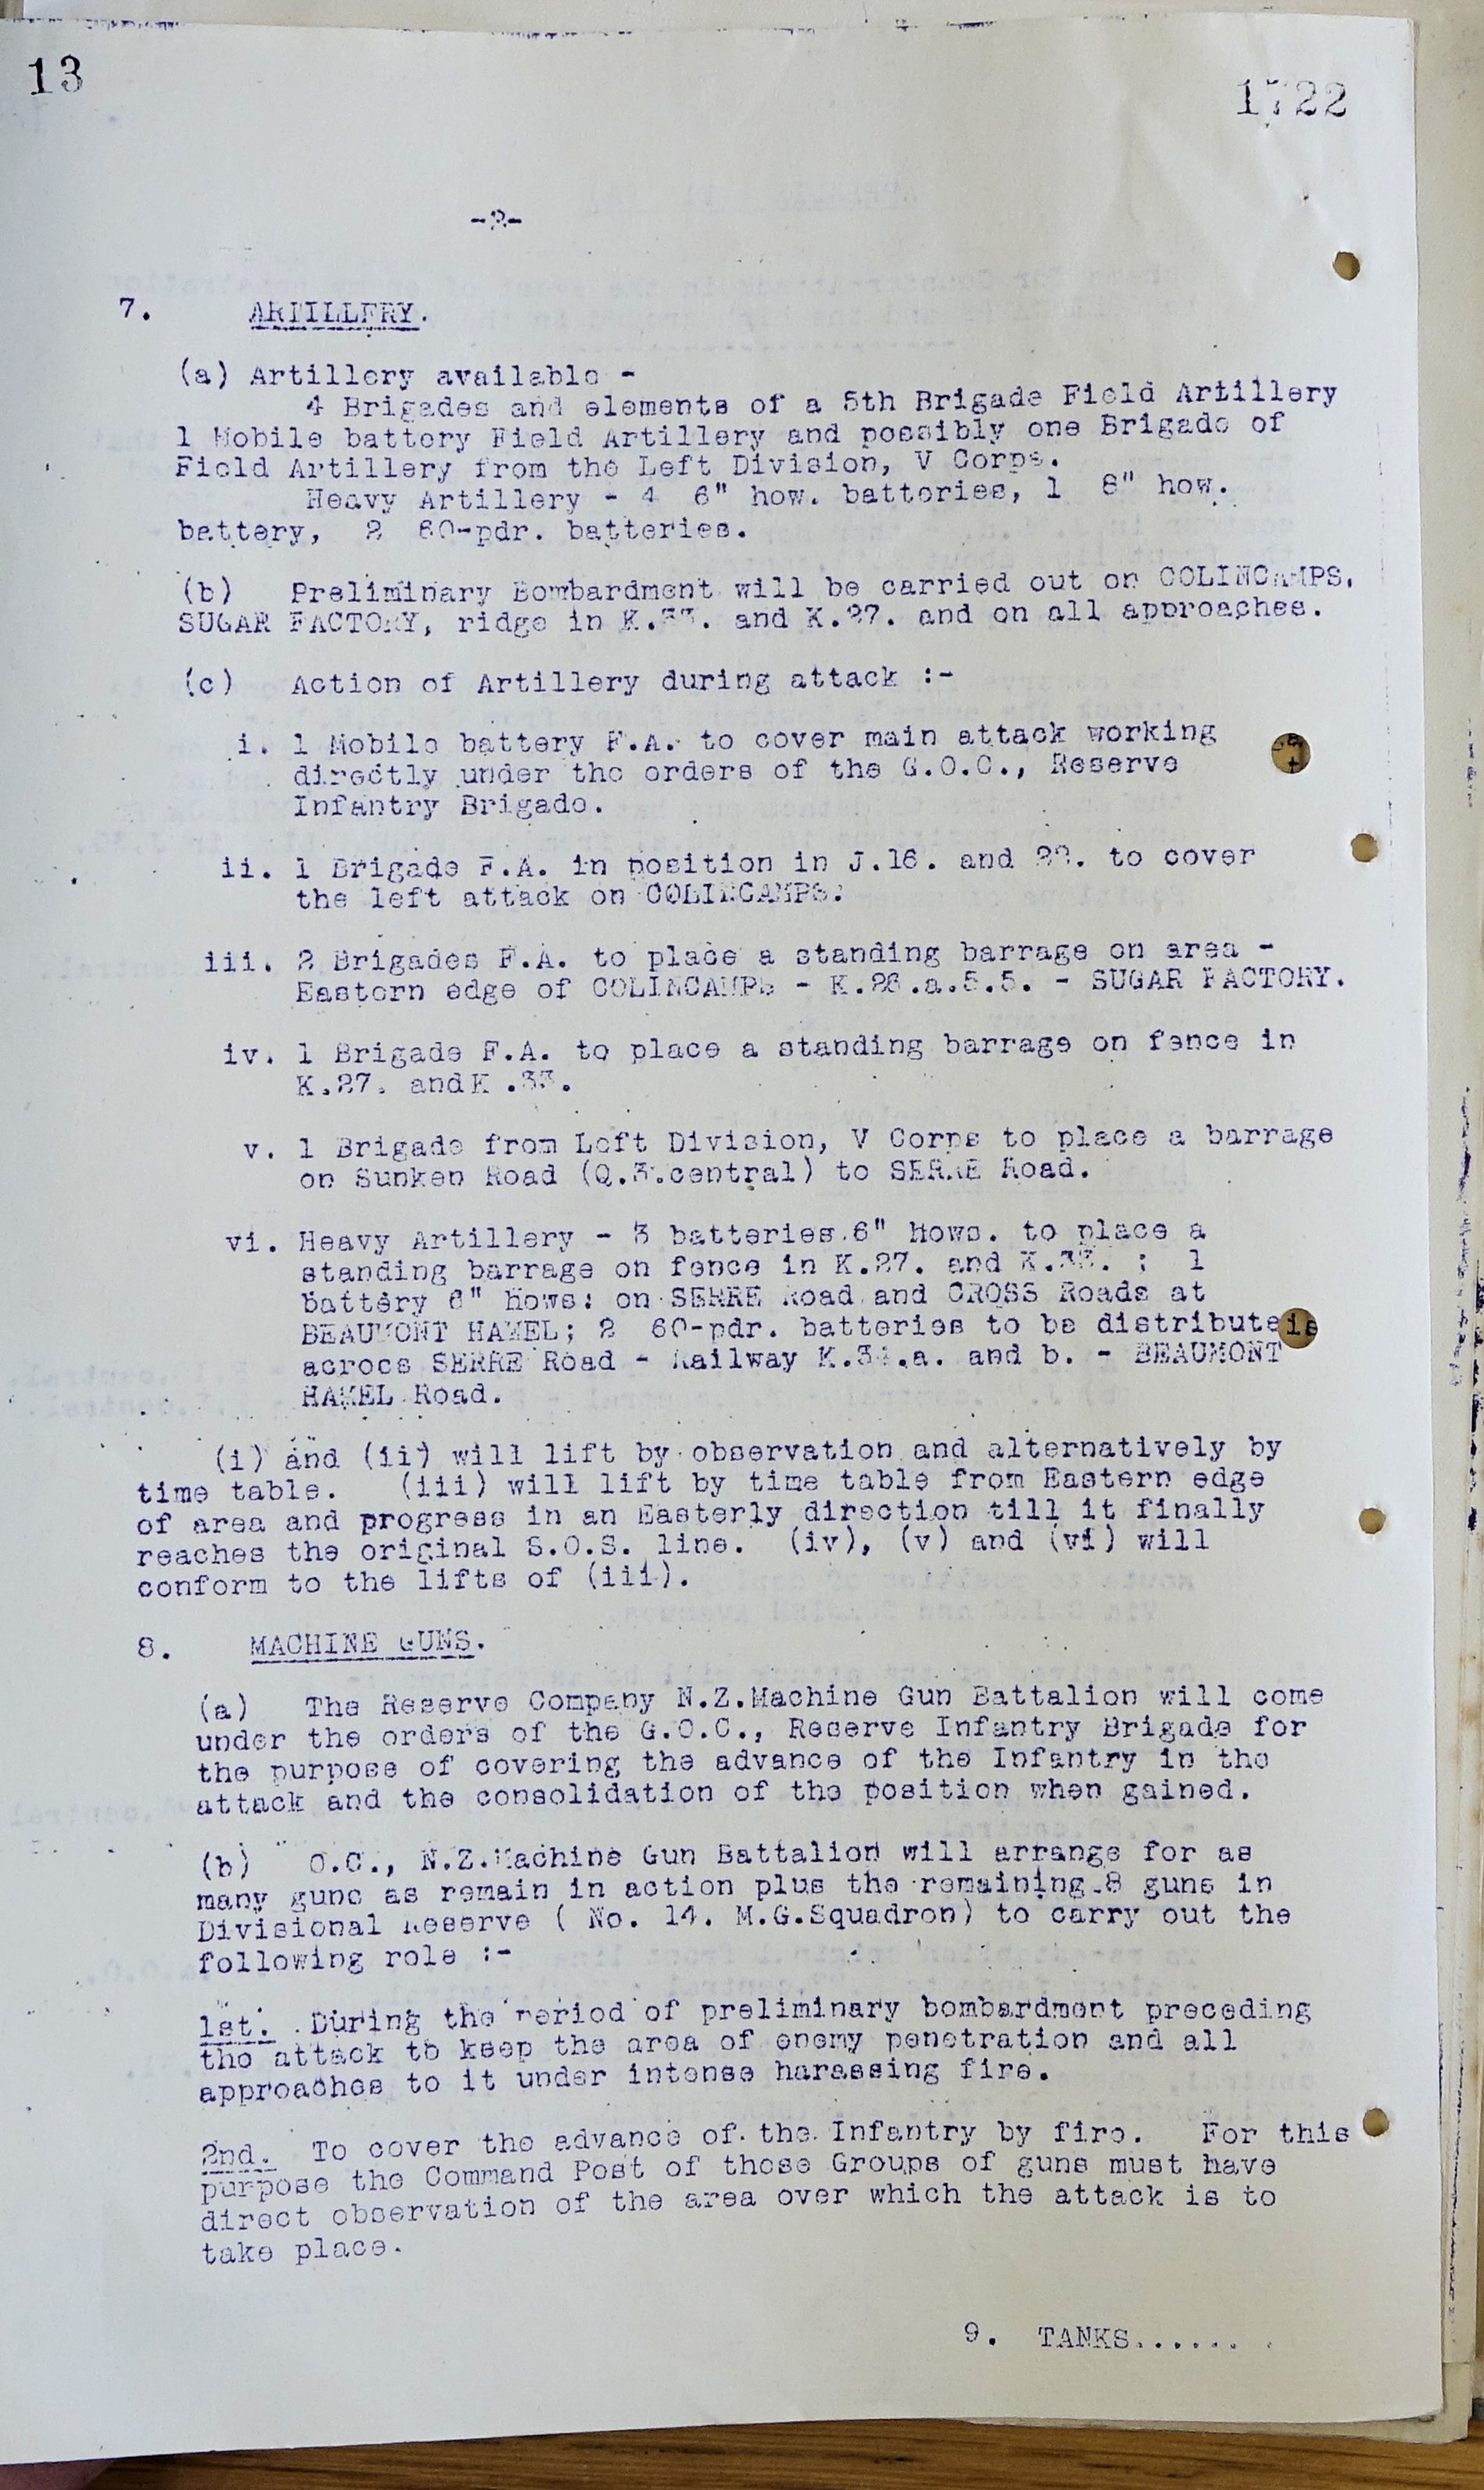 13
1722
-2-
7. ARTILLERY.
(a) Artillery available -
4 Brigades and elements of a 5th Brigade Field Artillery
1 Mobile battery Field Artillery and possibly one Brigade of
Field Artillery from the Left Division, V Corps.
Heavy Artillery - 4 6" how. batteries, 1 8" how.
battery, 2 60-pdr. batteries.
(b) Preliminary Bombardment will be carried out on COLINCAMPS,
SUGAR FACTORY, ridge in K.33. and K.27. and on all approaches.
(c) Action of Artillery during attack :-
i. 1 Mobile battery F.A. to cover main attack working
directly under the orders of the G.O.C., Reserve
Infantry Brigade.
ii. 1 Brigade F.A. in position in J.16. and 22. to cover
the left attack on COLINCAMPS.
iii. 2 Brigades F.A. to place a standing barrage on area -
Eastern edge of COLINCAMPS - K.26.a.5.5. - SUGAR FACTORY.
iv. 1 Brigade F.A. to place a standing barrage on fence in
K.27. and K .33.
v. 1 Brigade from Left Division, V Corps to place a barrage
on Sunken Road (Q.3.central) to SERRE Road.
vi. Heavy Artillery - 3 batteries 6" hows. to place a
standing barrage on fence in K.27. and K.33. ; 1
battery 6" hows: on SERRE Road and CROSS Roads at
BEAUMONT HAMEL; 2 60-pdr. batteries to be distribute
across SERRE Road - Railway K.34.a. and b. - BEAUMONT
HAMEL Road.
(i) and (ii) will lift by observation and alternatively by
time table. (iii) will lift by time table from Eastern edge
of area and progress in an Easterly direction till it finally
reaches the original S.O.S. line. (iv), (v) and (vi) will
conform to the lifts of (iii).
8. MACHINE GUNS.
(a) The Reserve Company N.Z.Machine Gun Battalion will come
under the orders of the G.O.C., Reserve Infantry Brigade for
the purpose of covering the advance of the Infantry in the
attack and the consolidation of the position when gained.
(b) O.C., N.Z.Machine Gun Battalion will arrange for as
many guns as remain in action plus the remaining 8 guns in
Divisional Reserve ( No. 14. M.G.Squadron) to carry out the
following role :-
1st. During the period of preliminary bombardment preceding
the attack to keep the area of enemy penetration and all
approaches to it under intense harassing fire.
2nd. To cover the advance of the Infantry by fire. For this
purpose the Command Post of those Groups of guns must have
direct observation of the area over which the attack is to
take place.
9. TANKS......